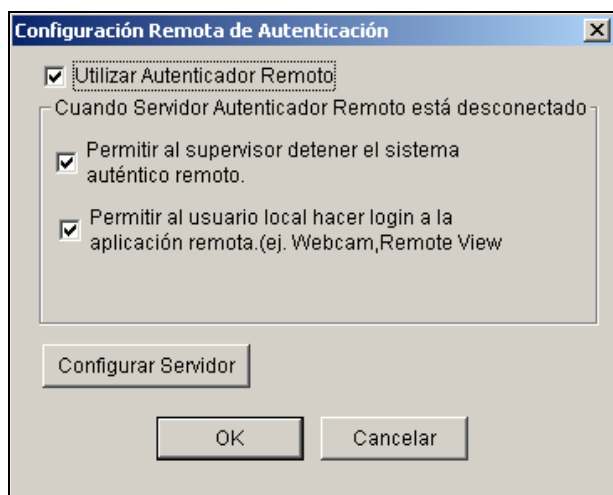 Configuración Remota de Autenticación
Utilizar Autenticador Remoto
Cuando Servidor Autenticador Remoto está desconectado
Permitir al supervisor detener el sistema
auténtico remoto.
Permitir al usuario local hacer login a la
aplicación remota.(ej. Webcam,Remote View
Configurar Servidor
OK
Cancelar